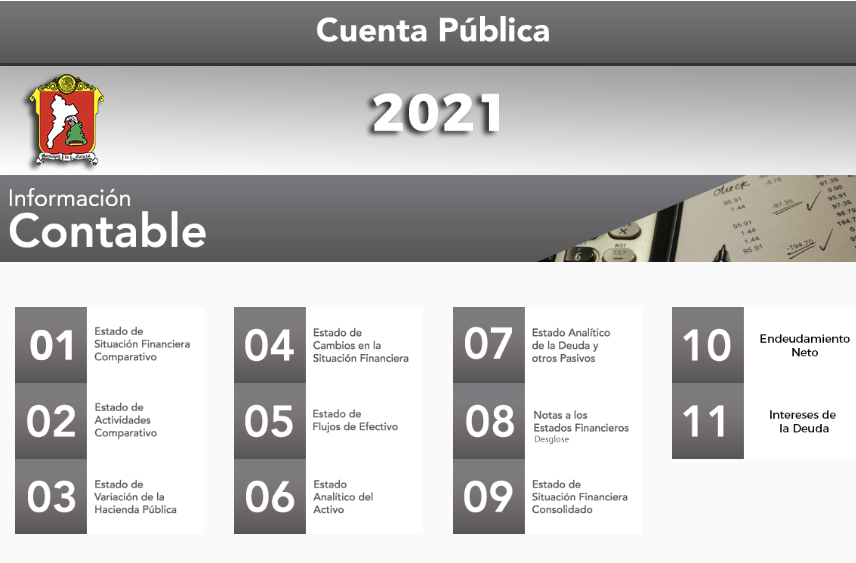 Cuenta Pública
2021
Información
Contable
check
01
Estado de
Situación Financiera
Comparativo
02
Estado de
Actividades
Comparativo
03
Estado de
Variación de la
Hacienda Pública
04
Estado de
Cambios en la
Situación Financiera
05
Estado de
Flujos de Efectivo
06
Estado
Analítico del
Activo
07
Estado Analítico
de la Deuda y
otros Pasivos
08
Notas a los
Estados Financieros
Desglose
09
Estado de
Situación Financiera
Consolidado
10
Endeudamiento
Neto
11
Intereses de
la Deuda